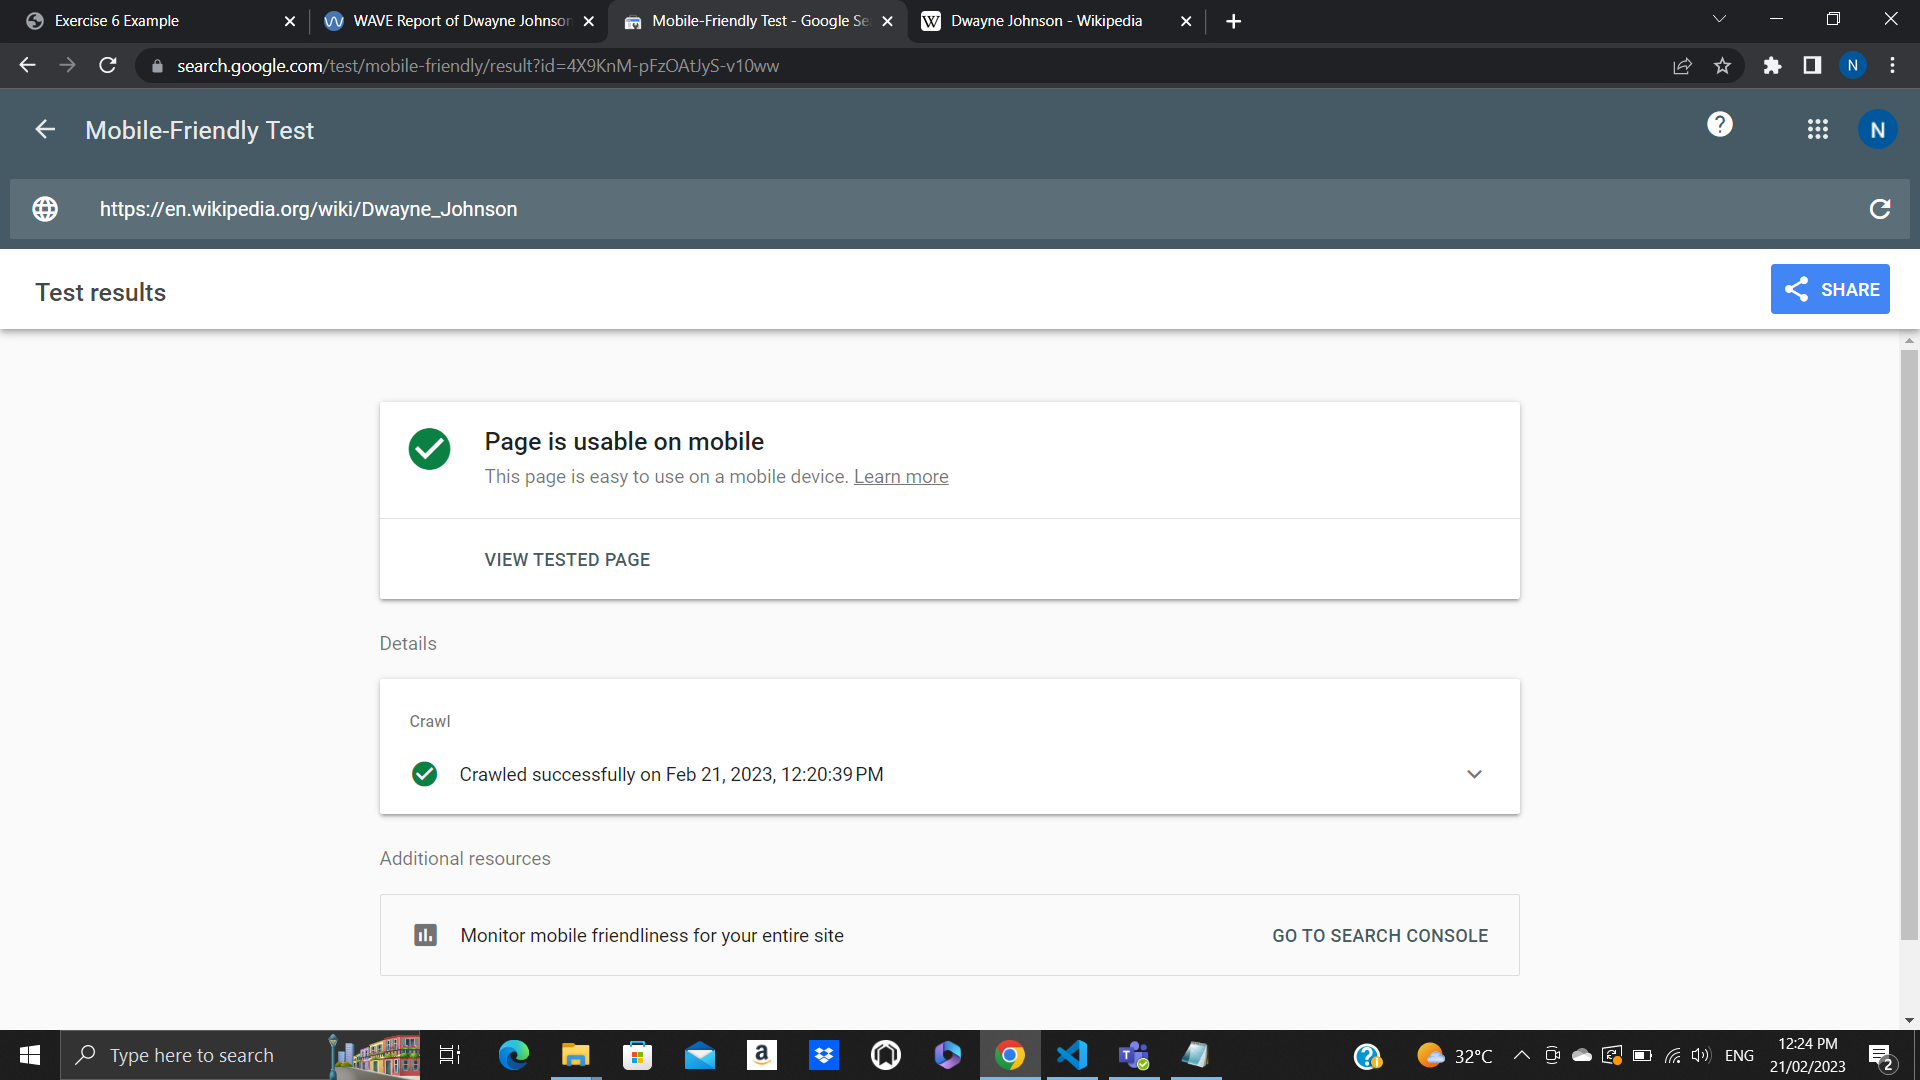 Exercise 6 Example
WAVE Report of Dwayne Johnson
Mobile-Friendly Test - Google Se
Dwayne Johnson - Wikipedia
search.google.com/test/mobile-friendly/result?id=4X9KnM-pFzOAtJyS-v10ww
N
Mobile-Friendly Test
N
https://en.wikipedia.org/wiki/Dwayne_Johnson
Test results
SHARE
Page is usable on mobile
This page is easy to use on a mobile device. Learn more
VIEW TESTED PAGE
Details
Crawl
Crawled successfully on Feb 21, 2023, 12:20:39 PM
Additional resources
Monitor mobile friendliness for your entire site
GO TO SEARCH CONSOLE
Type here to search
32°C
ENG
12:24 PM
21/02/2023
2